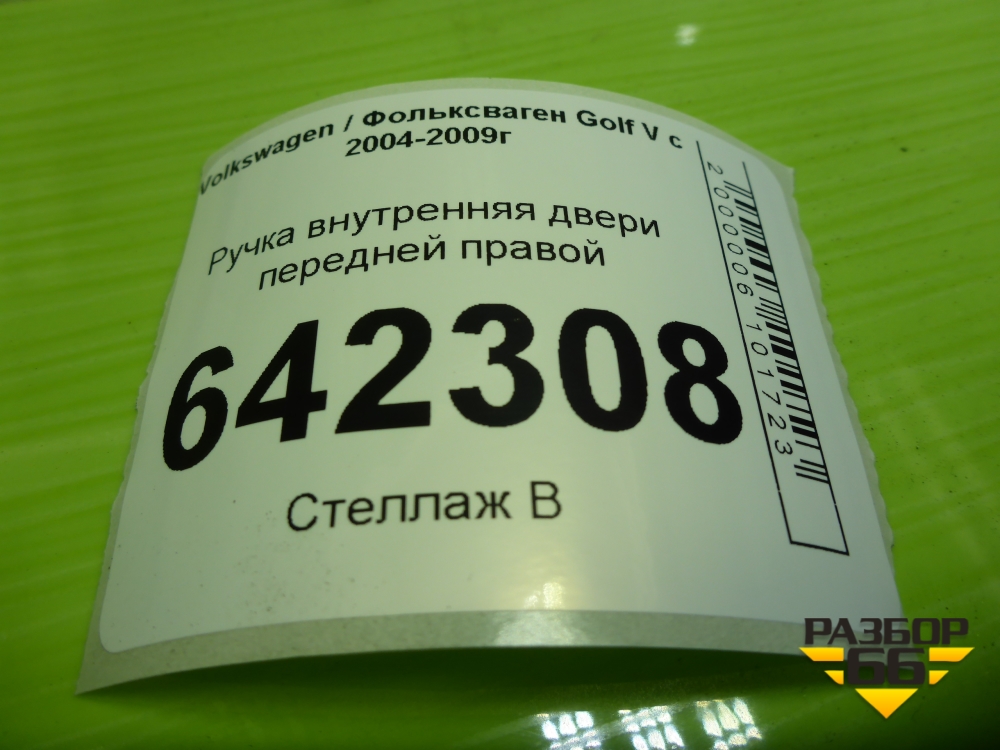 Volkswagen / Фольксваген Golf V с
2004-2009г
Ручка внутренняя двери
передней правой
642308
Стеллаж В
2000006101723
РАЗБОР
66